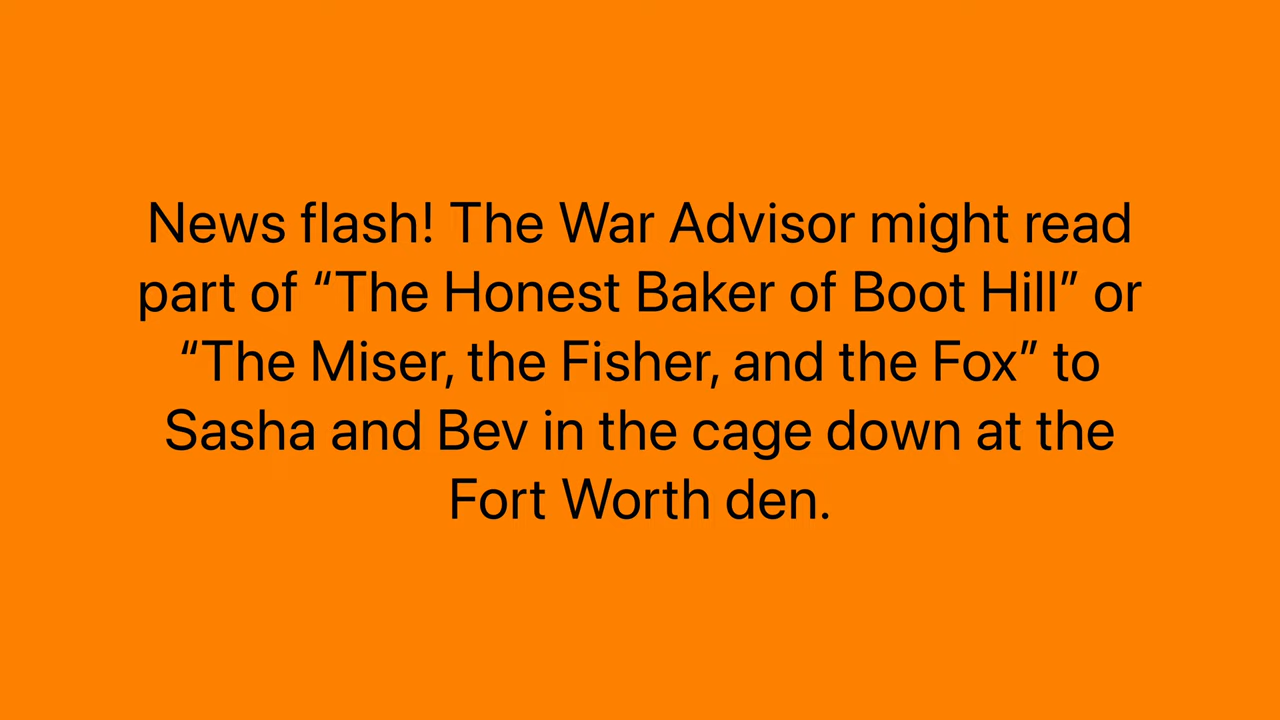 News flash! The War Advisor might read
part of “The Honest Baker of Boot Hill” or
“The Miser, the Fisher, and the Fox” to
Sasha and Bev in the cage down at the
Fort Worth den.